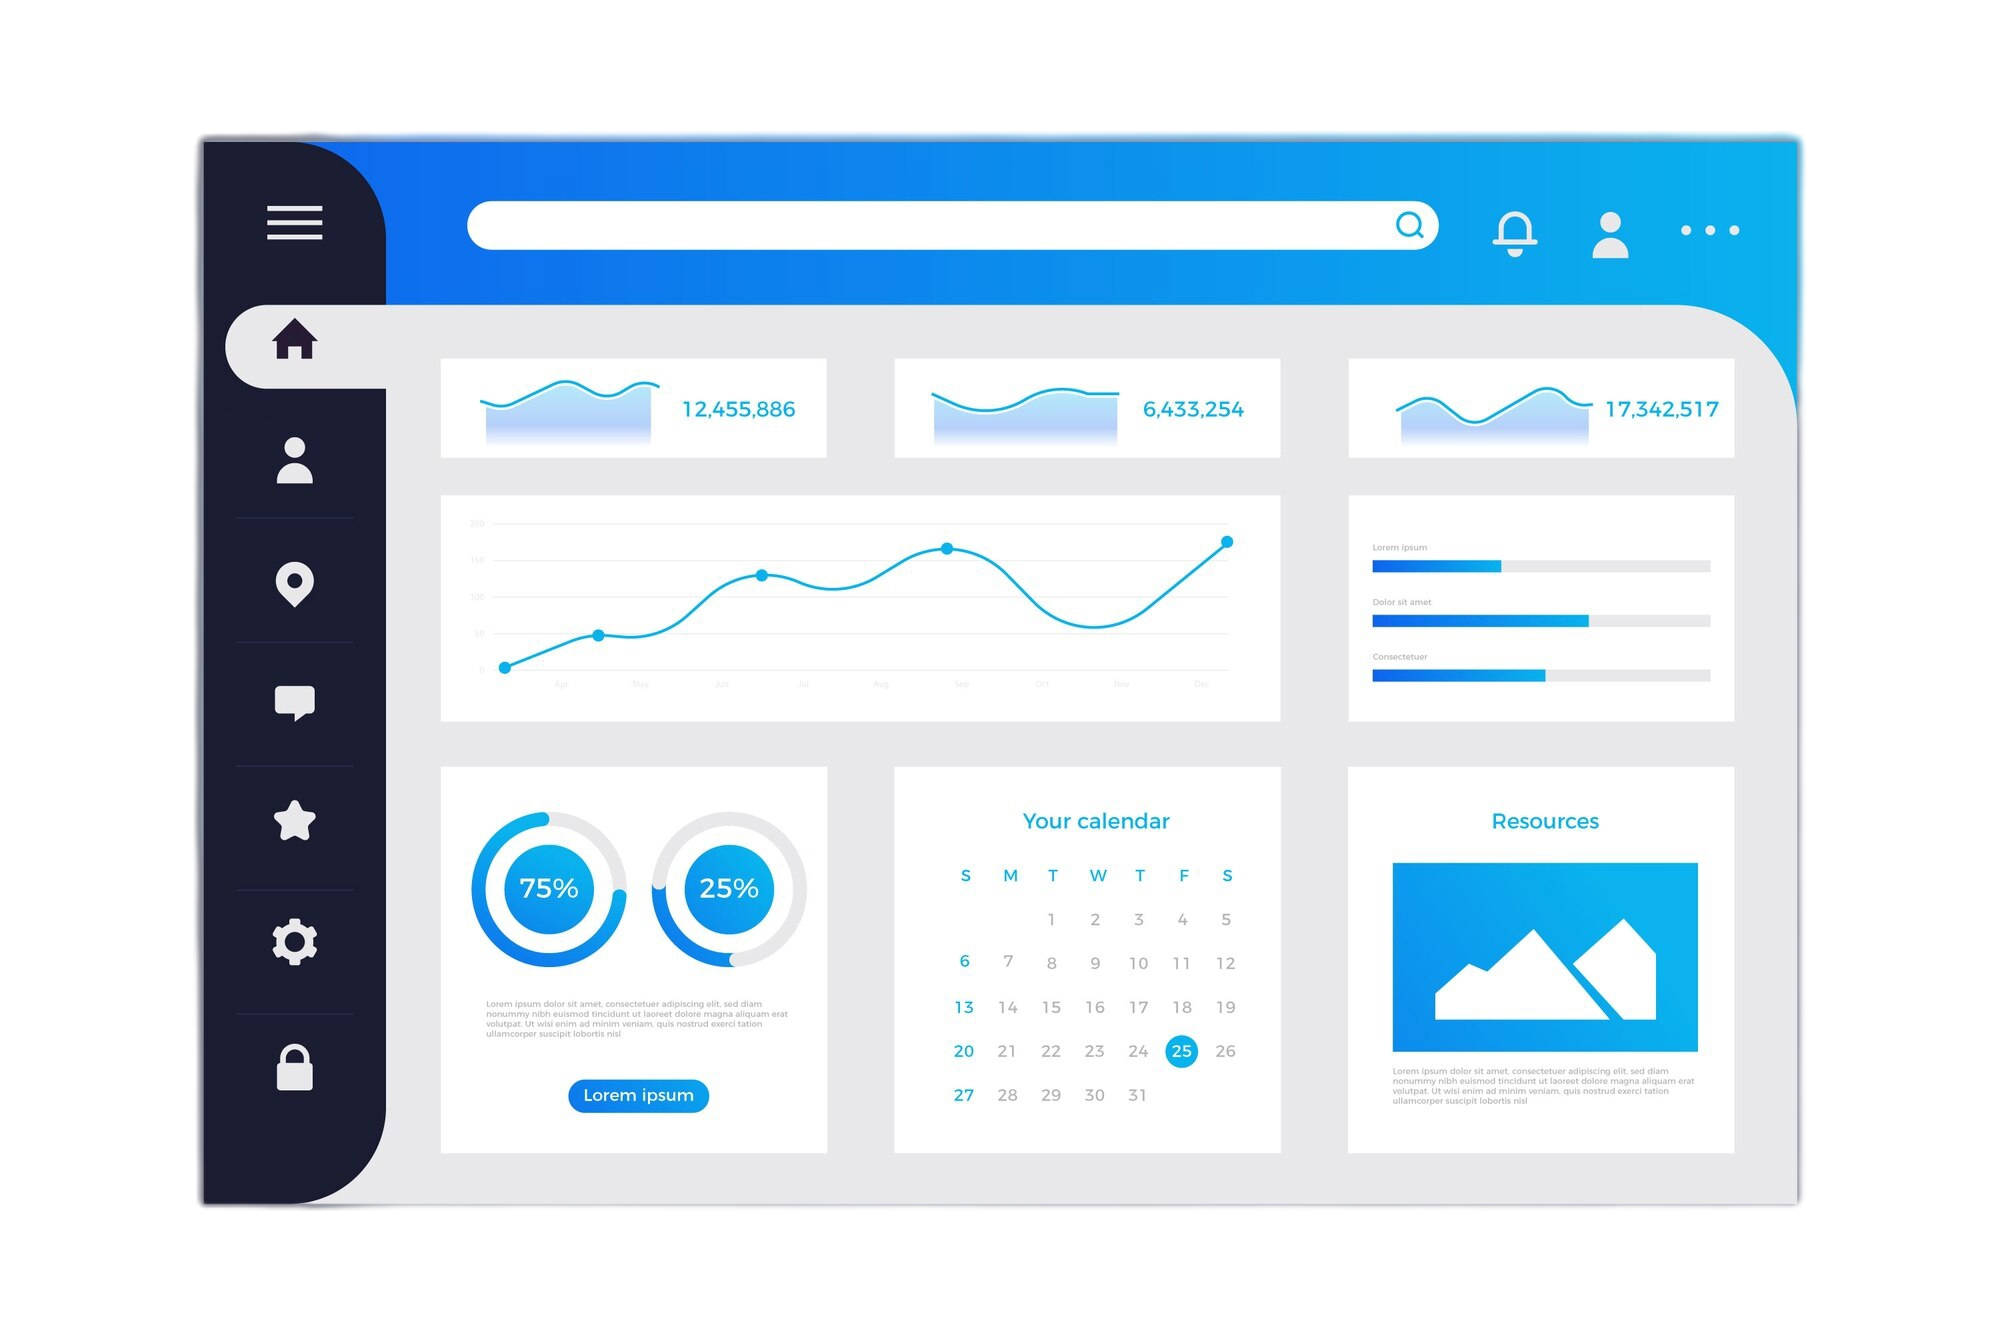 12,455,886
6,433,254
17,342,517
200
150
100
50
0
Apr May Jun Jul Aug Sep Oct Nov Dec
Lorem ipsum
Dolor sit amet
Consectetuer
75%
25%
Lorem ipsum dolor sit amet, consectetuer adipiscing elit, sed diam
nonummy nibh euismod tincidunt ut laoreet dolore magna aliquam erat
volutpat. Ut wisi enim ad minim veniam, quis nostrud exerci tation
ullamcorper suscipit lobortis nisl
Lorem ipsum
Your calendar
S M T W T F S
1 2 3 4 5
6 7 8 9 10 11 12
13 14 15 16 17 18 19
20 21 22 23 24 25 26
27 28 29 30 31
Resources
Lorem ipsum dolor sit amet, consectetuer adipiscing elit, sed diam
nonummy nibh euismod tincidunt ut laoreet dolore magna aliquam erat
volutpat. Ut wisi enim ad minim veniam, quis nostrud exerci tation
ullamcorper suscipit lobortis nisl